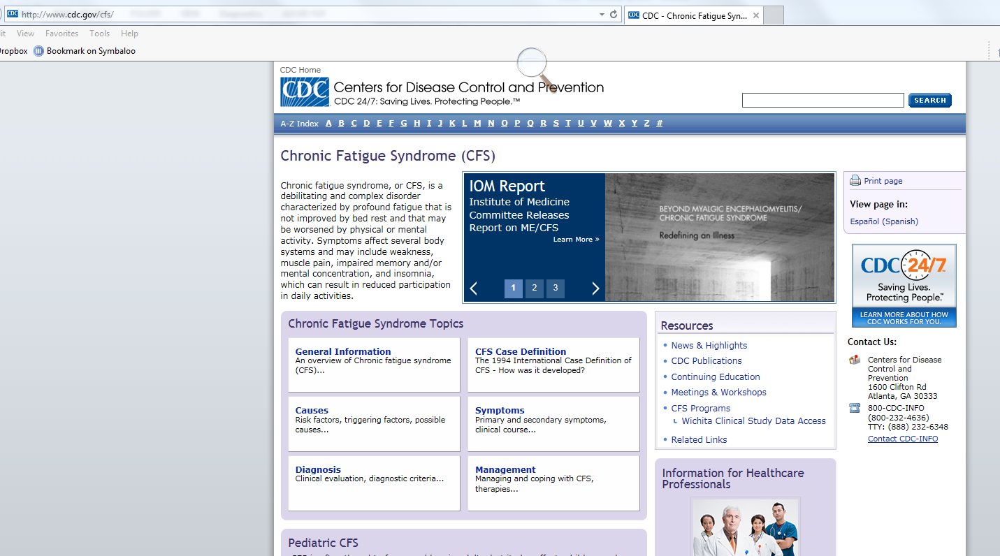 http://www.cdc.gov/cfs/
CDC - Chronic Fatigue Syn...
it View Favorites Tools Help
ropbox Bookmark on Symbaloo
CDC Home
CDC Centers for Disease Control and Prevention
CDC 24/7: Saving Lives. Protecting People.™
SEARCH
A-Z Index A B C D E F G H I J K L M N O P Q R S T U V W X Y Z #
Chronic Fatigue Syndrome (CFS)
Chronic fatigue syndrome, or CFS, is a
debilitating and complex disorder
characterized by profound fatigue that is
not improved by bed rest and that may
be worsened by physical or mental
activity. Symptoms affect several body
systems and may include weakness,
muscle pain, impaired memory and/or
mental concentration, and insomnia,
which can result in reduced participation
in daily activities.
IOM Report
Institute of Medicine
Committee Releases
Report on ME/CFS
Learn More »
1 2 3
BEYOND MYALGIC ENCEPHALOMYELITIS/
CHRONIC FATIGUE SYNDROME
Redefining an Illness
Print page
View page in:
Español (Spanish)
CDC 24/7
Saving Lives.
Protecting People.™
LEARN MORE ABOUT HOW
CDC WORKS FOR YOU.
Contact Us:
Centers for Disease
Control and
Prevention
1600 Clifton Rd
Atlanta, GA 30333
800-CDC-INFO
(800-232-4636)
TTY: (888) 232-6348
Contact CDC-INFO
Chronic Fatigue Syndrome Topics
General Information
An overview of Chronic fatigue syndrome
(CFS)...
CFS Case Definition
The 1994 International Case Definition of
CFS - How was it developed?
Causes
Risk factors, triggering factors, possible
causes...
Symptoms
Primary and secondary symptoms,
clinical course...
Diagnosis
Clinical evaluation, diagnostic criteria...
Management
Managing and coping with CFS,
therapies...
Resources
News & Highlights
CDC Publications
Continuing Education
Meetings & Workshops
CFS Programs
Wichita Clinical Study Data Access
Related Links
Information for Healthcare
Professionals
Pediatric CFS